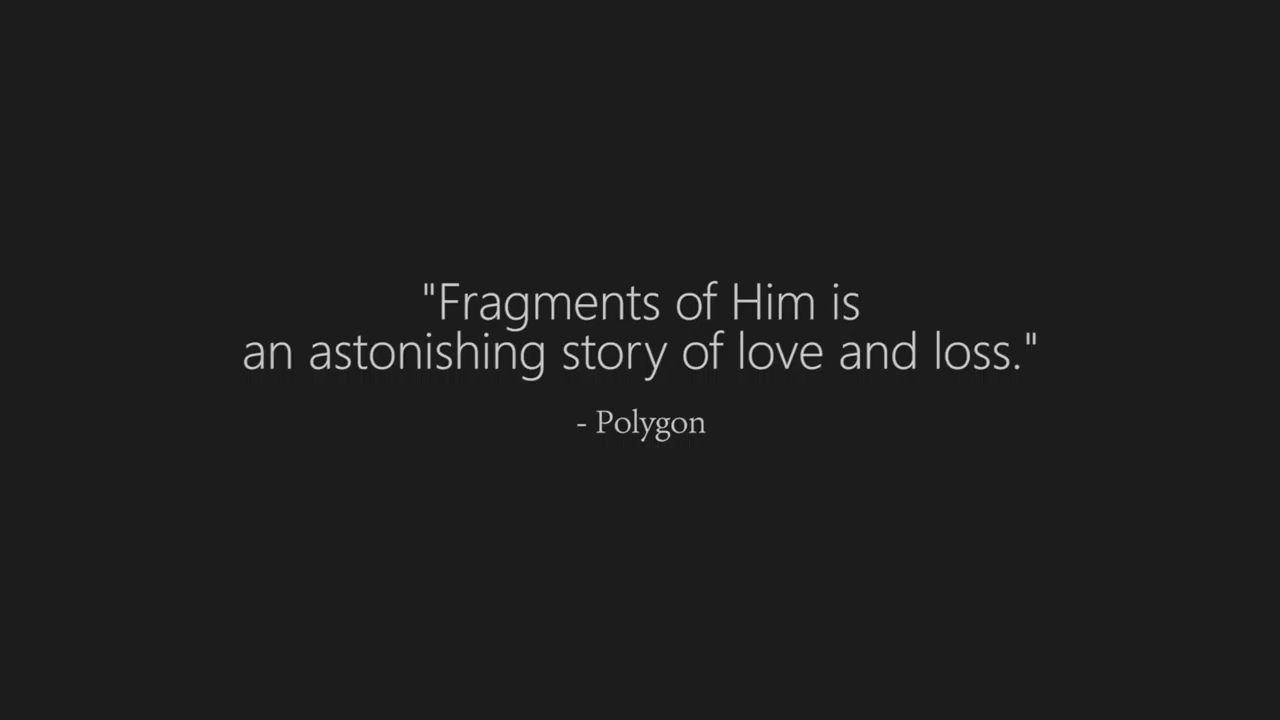 "Fragments of Him is
an astonishing story of love and loss."
- Polygon